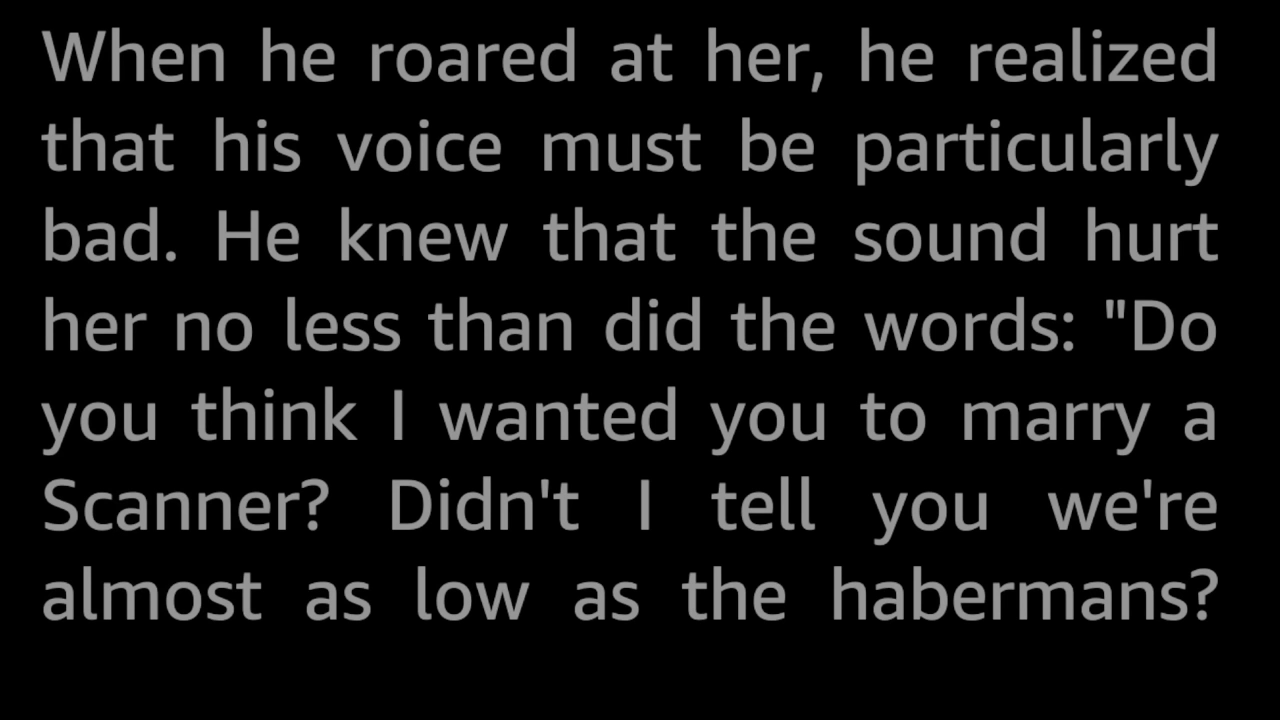 When he roared at her, he realized
that his voice must be particularly
bad. He knew that the sound hurt
her no less than did the words: "Do
you think I wanted you to marry a
Scanner? Didn't I tell you we're
almost as low as the habermans?